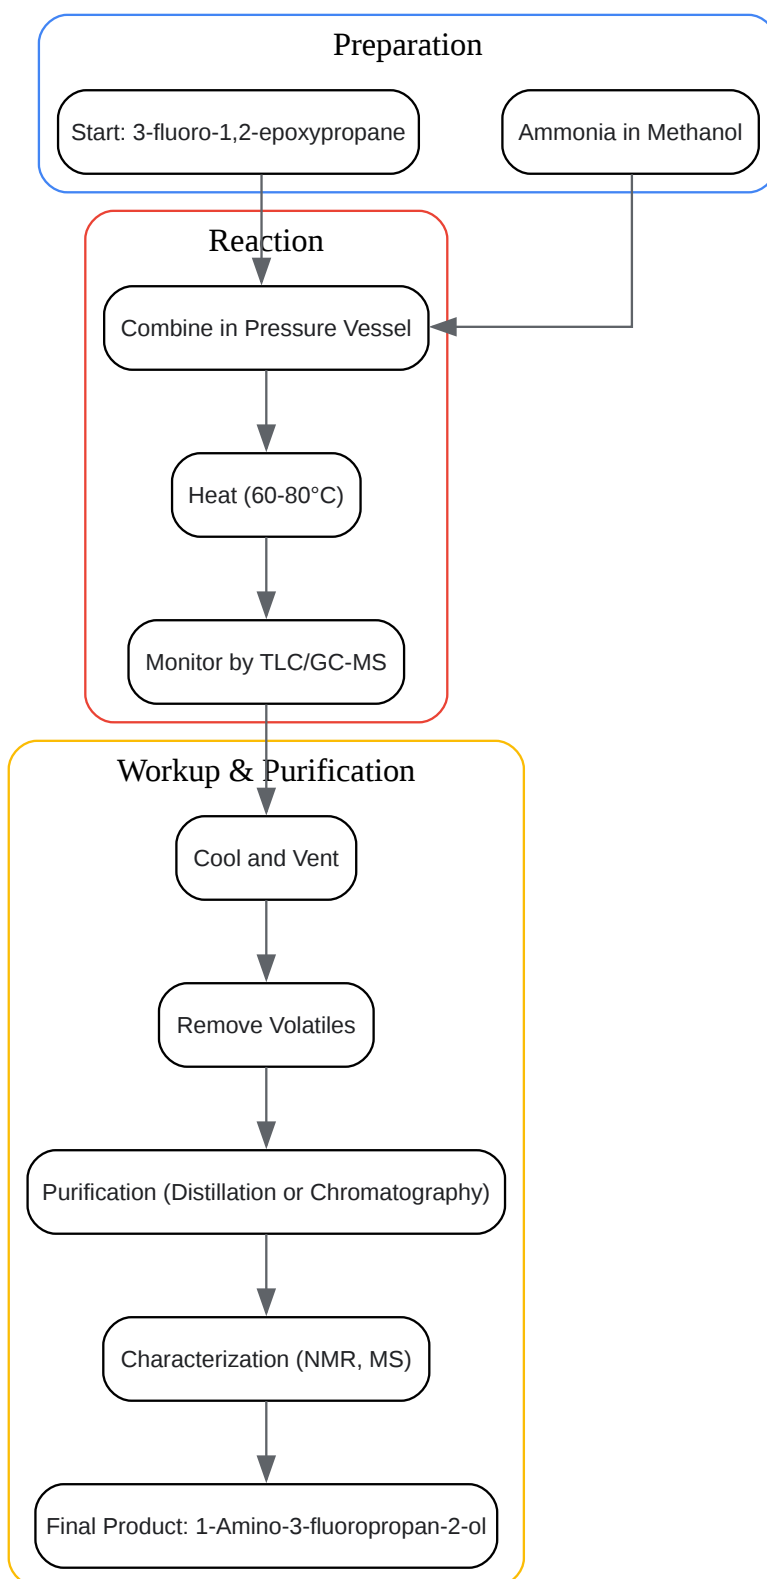 Preparation
Start: 3-fluoro-1,2-epoxypropane
Ammonia in Methanol
Reaction
Combine in Pressure Vessel
Heat (60-80°C)
Monitor by TLC/GC-MS
Workup & Purification
Cool and Vent
Remove Volatiles
Purification (Distillation or Chromatography)
Characterization (NMR, MS)
Final Product: 1-Amino-3-fluoropropan-2-ol